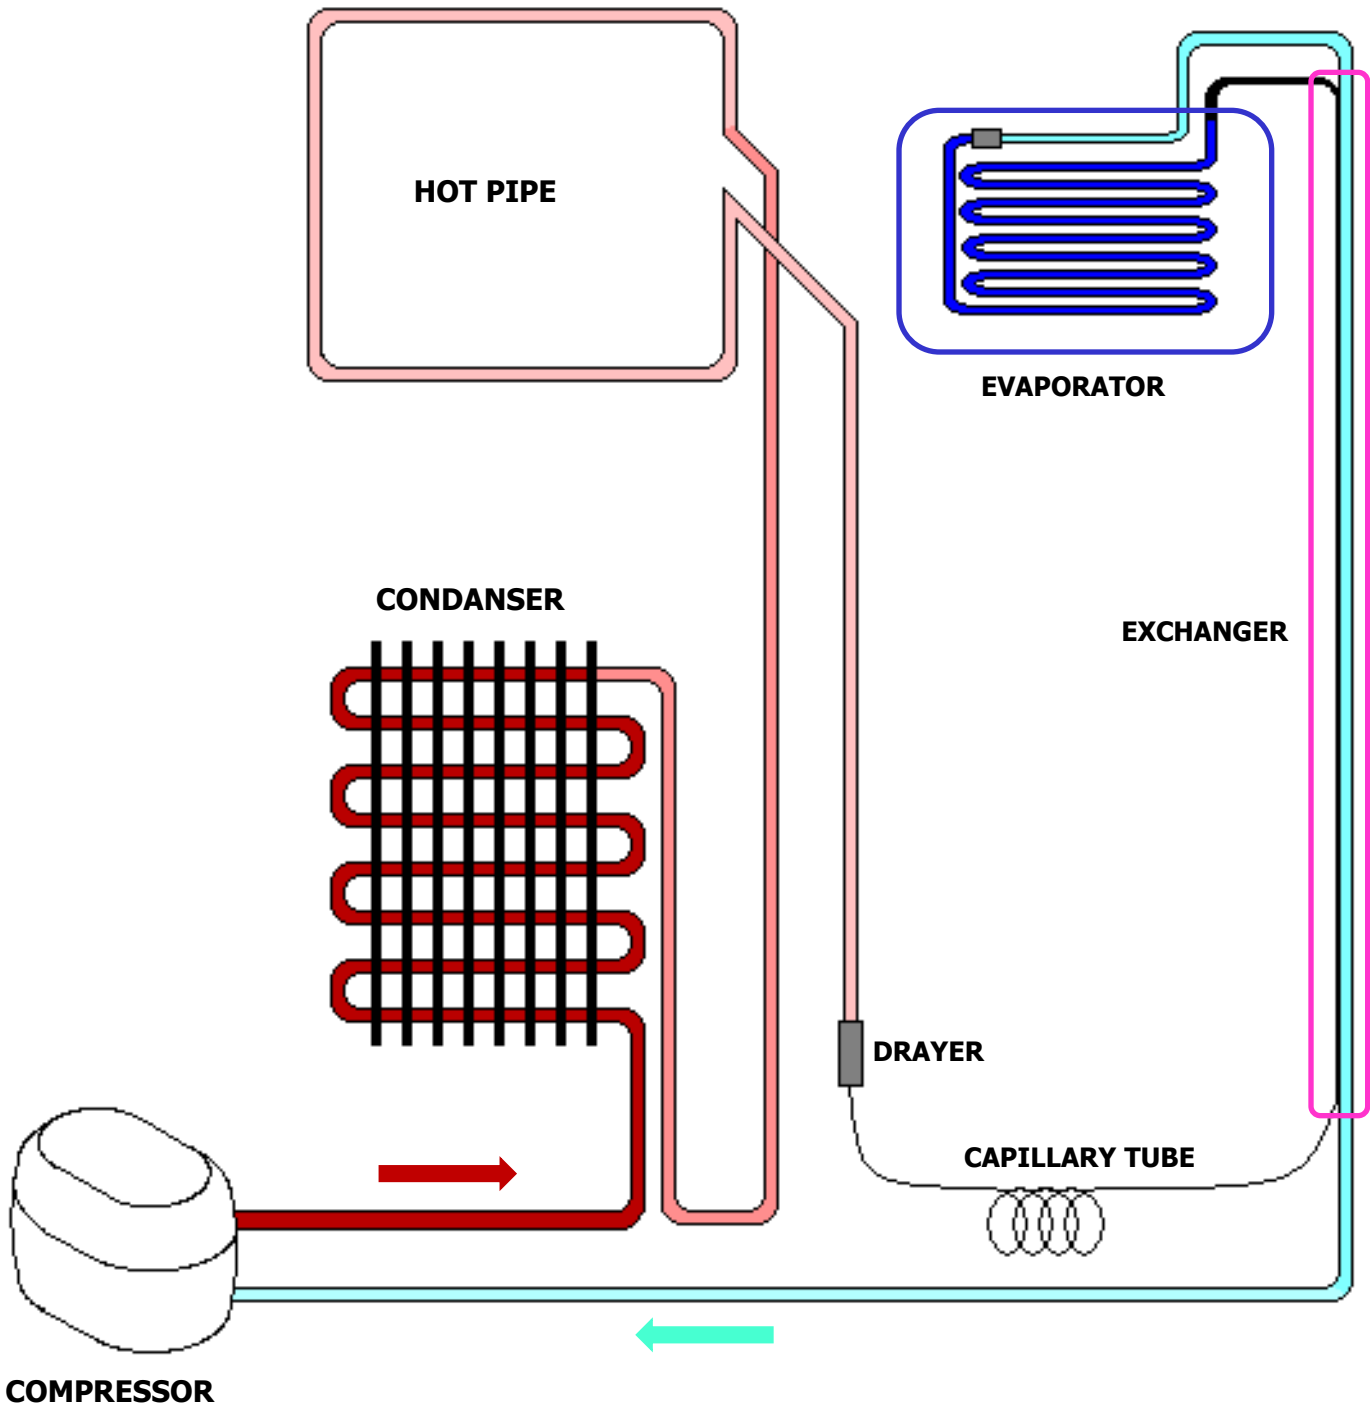 HOT PIPE
EVAPORATOR
CONDANSER
EXCHANGER
DRAYER
CAPILLARY TUBE
COMPRESSOR